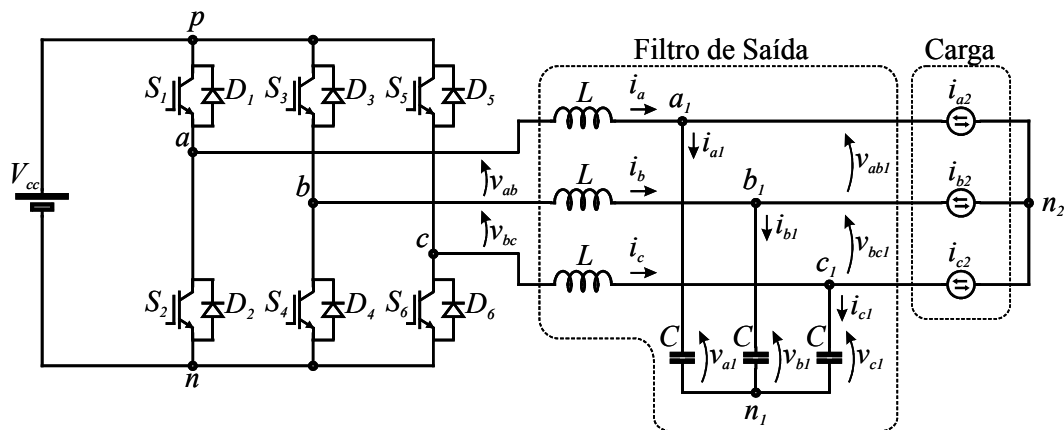 p
Filtro de Saída
Carga
S1
D1
S3
D3
S5
D5
L
ia
a1
ia2
ia1
a
Vcc
vab
vab1
b
L
ib
b1
ib2
n2
ib1
vbc
vbc1
c
L
ic
c1
ic2
ic1
S2
D2
S4
D4
S6
D6
C
va1
C
vb1
C
vc1
n
n1